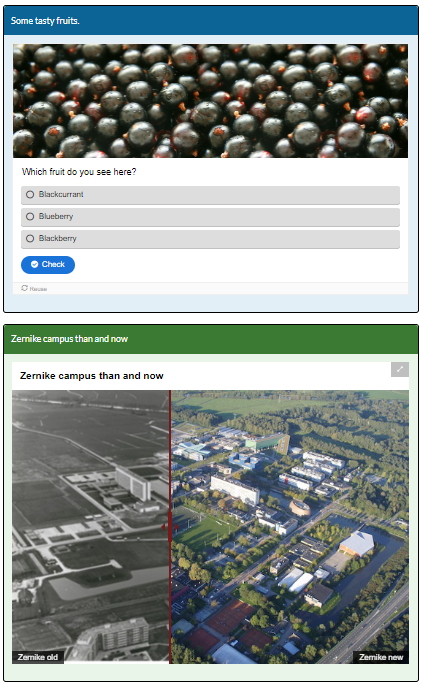 Some tasty fruits.
Which fruit do you see here?
Blackcurrant
Blueberry
Blackberry
Check
Reuse
Zernike campus than and now
Zernike campus than and now
Zernike old
Zernike new